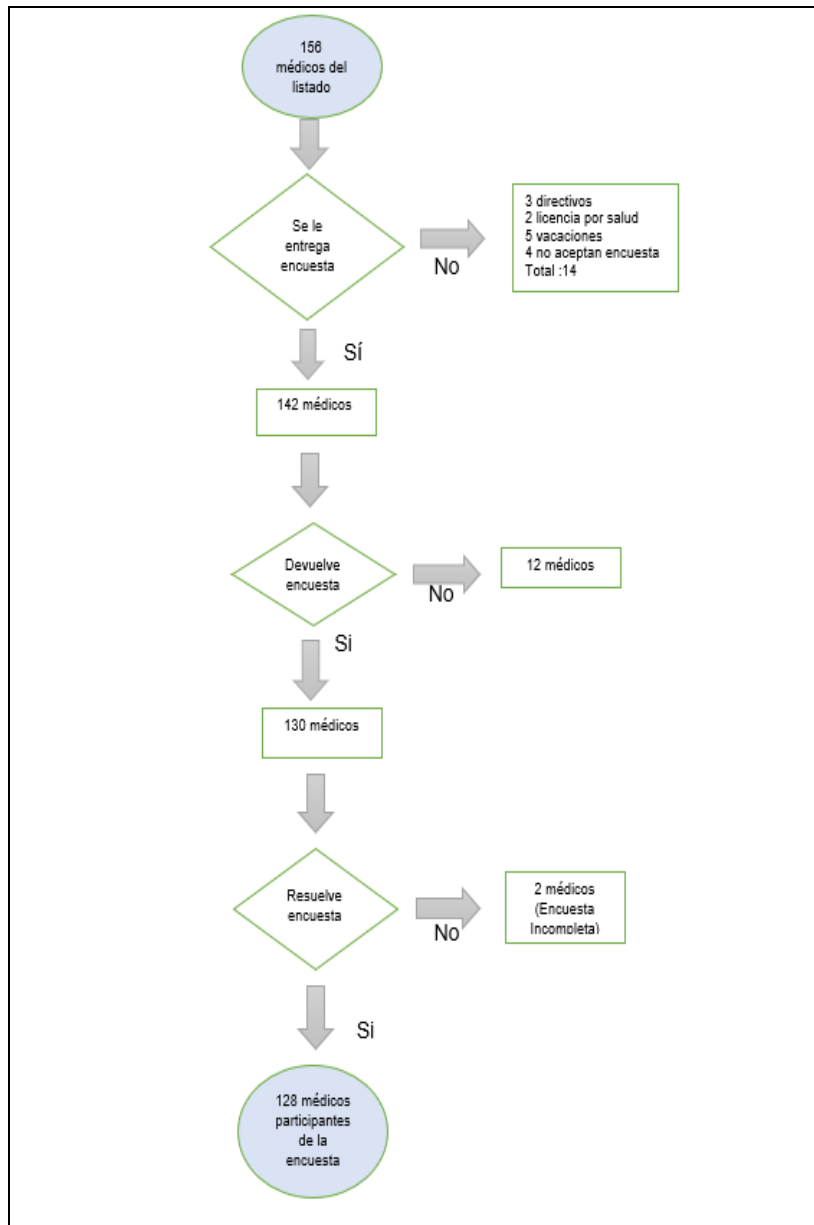 156
médicos del
listado
Se le
entrega
encuesta
No
3 directivos
2 licencia por salud
5 vacaciones
4 no aceptan encuesta
Total :14
Sí
142 médicos
Devuelve
encuesta
No
12 médicos
Si
130 médicos
Resuelve
encuesta
No
2 médicos
(Encuesta
Incompleta)
Si
128 médicos
participantes
de la
encuesta